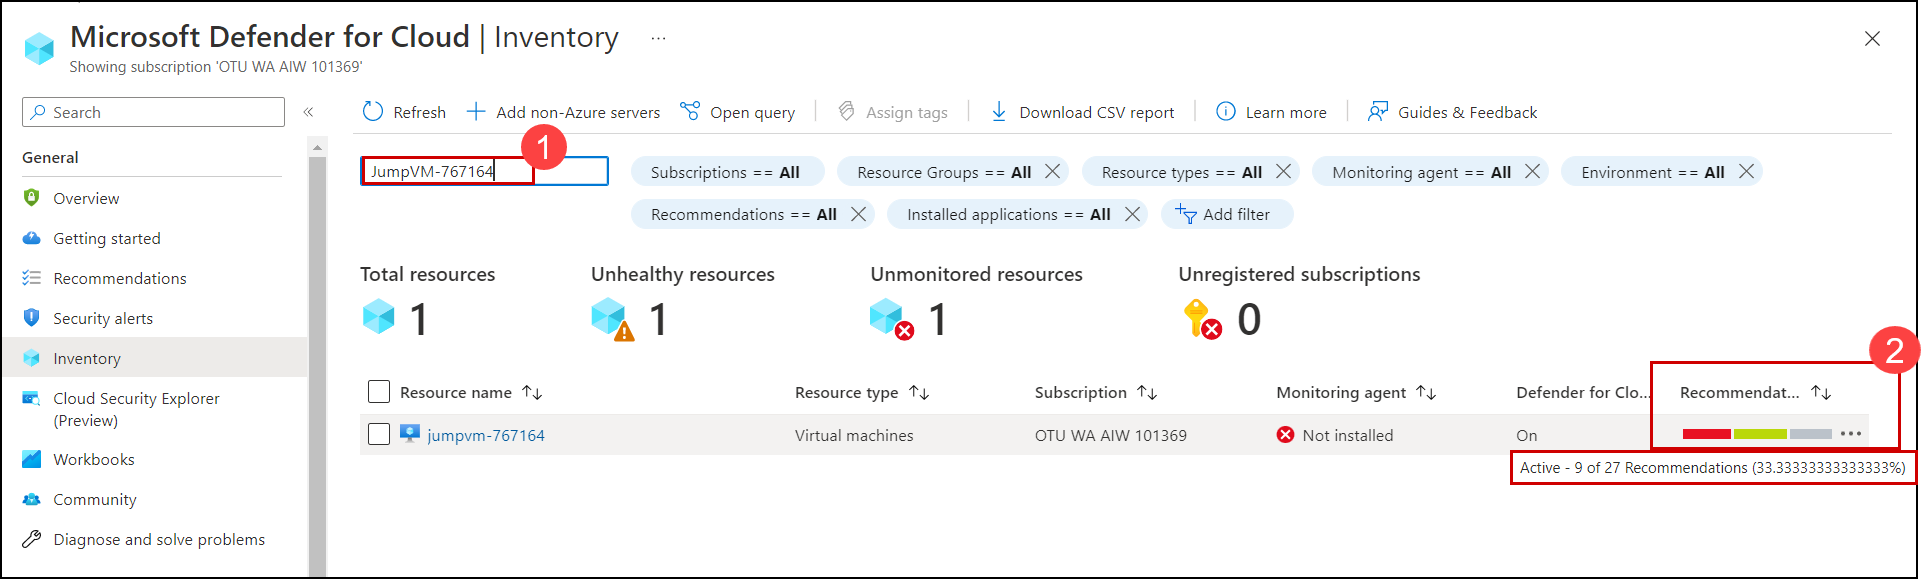 Microsoft Defender for Cloud | Inventory ...
Showing subscription 'OTU WA AIW 101369'
Search
«
Refresh
Add non-Azure servers
Open query
Assign tags
Download CSV report
Learn more
Guides & Feedback
General
Overview
Getting started
Recommendations
Security alerts
Inventory
Cloud Security Explorer
(Preview)
Workbooks
Community
Diagnose and solve problems
1
JumpVM-767164
Subscriptions == All
Resource Groups == All
Resource types == All
Monitoring agent == All
Environment == All
Recommendations == All
Installed applications == All
Add filter
Total resources
1
Unhealthy resources
1
Unmonitored resources
1
Unregistered subscriptions
0
2
Resource name
Resource type
Subscription
Monitoring agent
Defender for Clo...
Recommendat...
jumpvm-767164
Virtual machines
OTU WA AIW 101369
Not installed
On
...
Active - 9 of 27 Recommendations (33.33333333333333%)